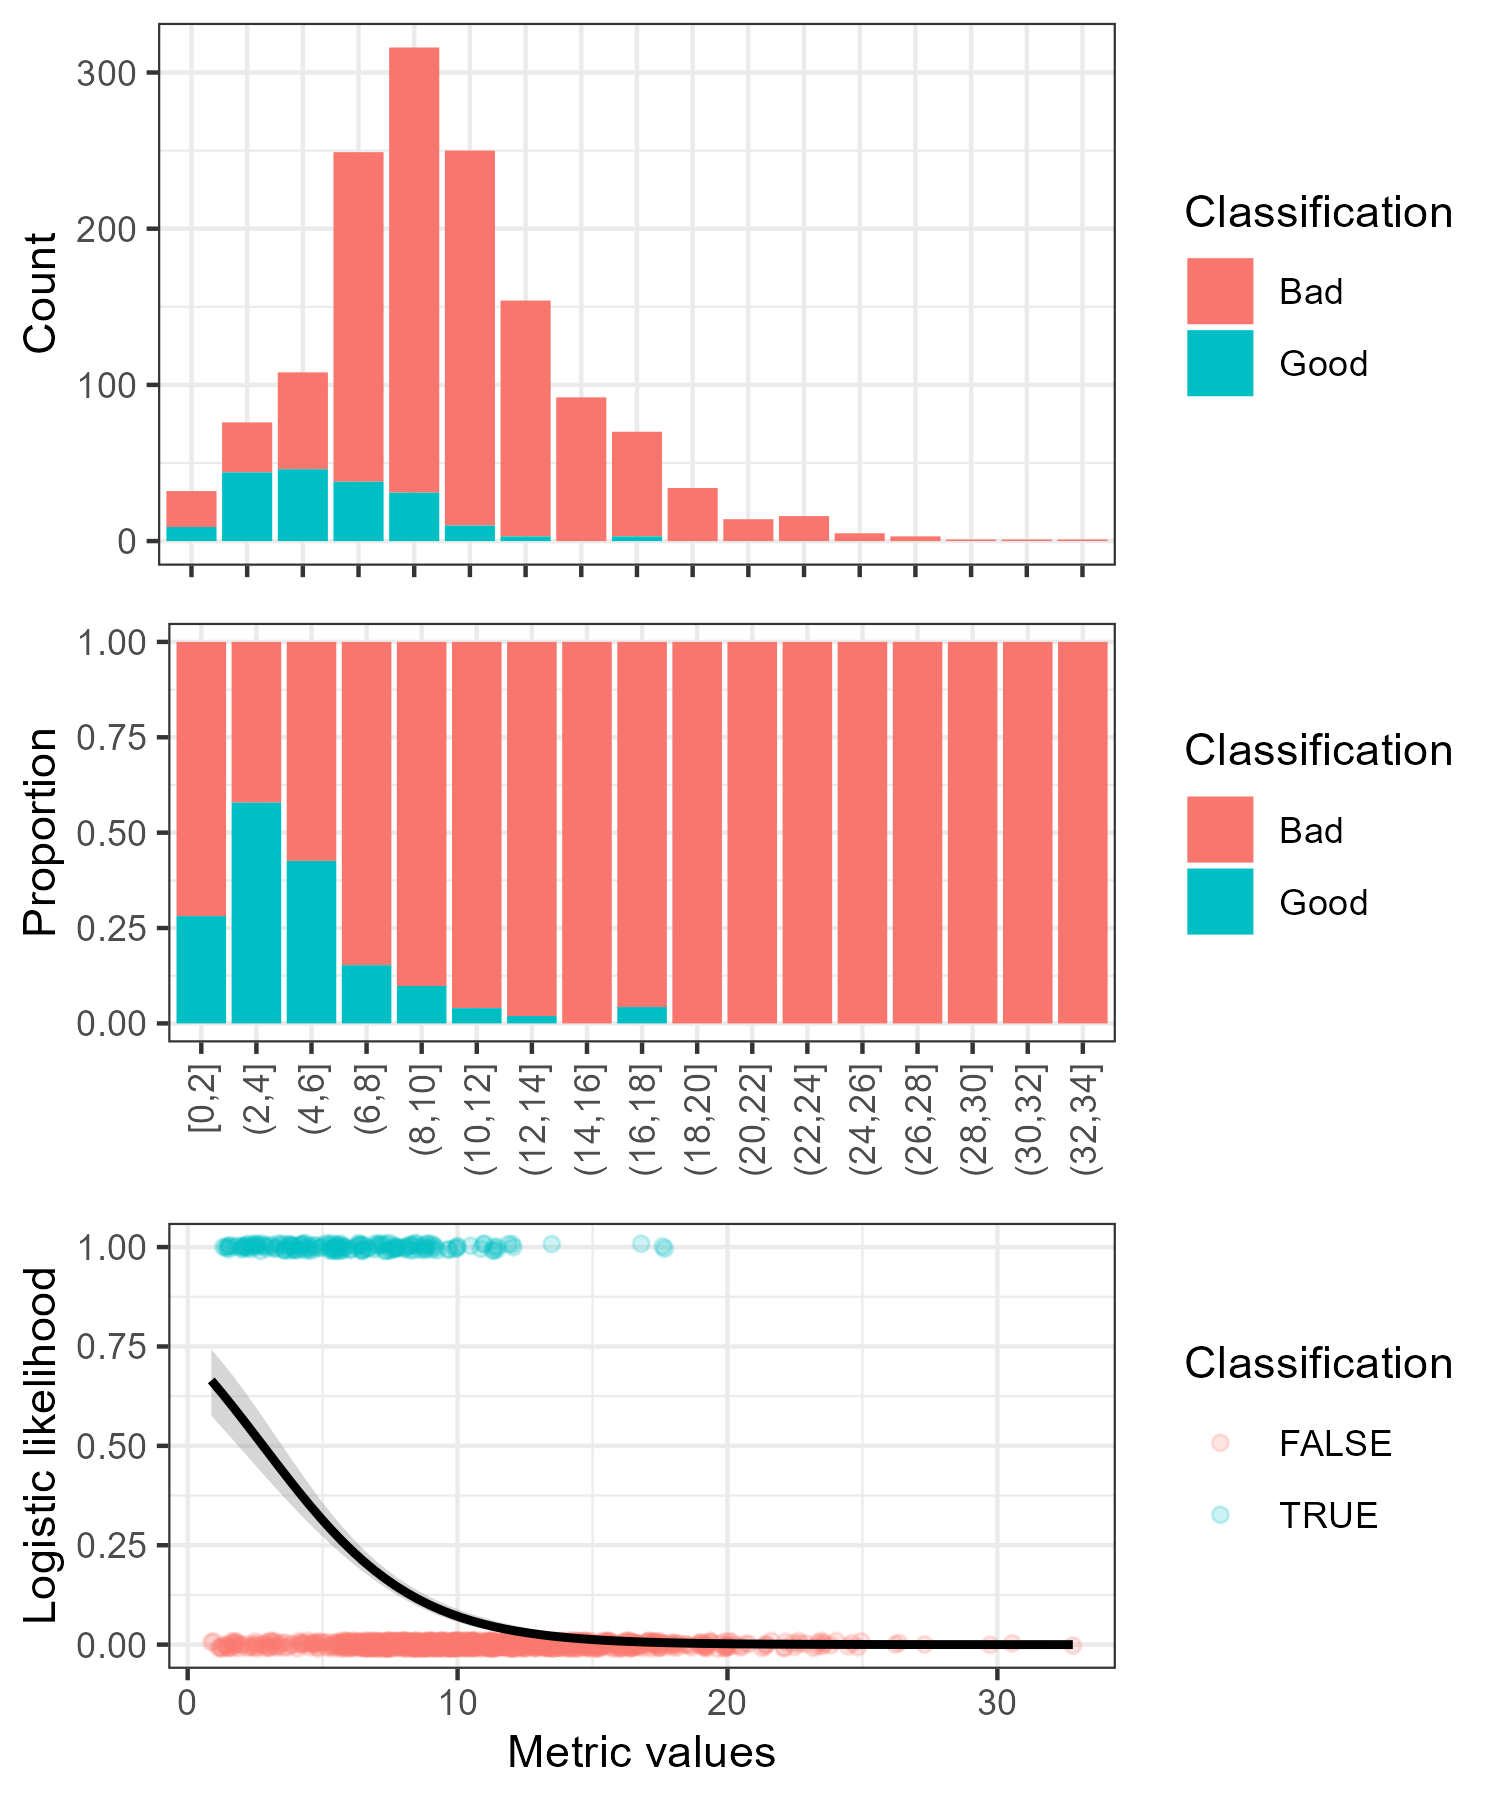 300
200
100
0
Count
Classification
Bad
Good
1.00
0.75
0.50
0.25
0.00
Proportion
Classification
Bad
Good
[0,2]
(2,4]
(4,6]
(6,8]
(8,10]
(10,12]
(12,14]
(14,16]
(16,18]
(18,20]
(20,22]
(22,24]
(24,26]
(26,28]
(28,30]
(30,32]
(32,34]
1.00
0.75
0.50
0.25
0.00
Logistic likelihood
Classification
FALSE
TRUE
0 10 20 30
Metric values